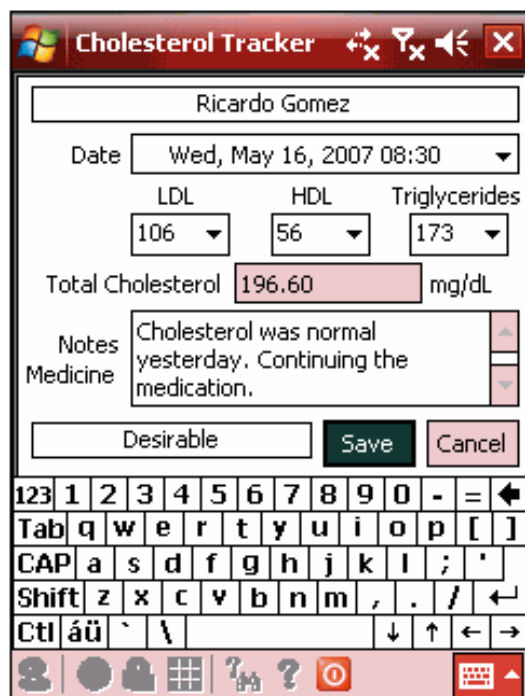 Cholesterol Tracker
Ricardo Gomez
Date Wed, May 16, 2007 08:30
LDL HDL Triglycerides
106 56 173
Total Cholesterol 196.60 mg/dL
Notes Medicine
Cholesterol was normal
yesterday. Continuing the
medication.
Desirable Save Cancel
123 1 2 3 4 5 6 7 8 9 0 - =
Tab q w e r t y u i o p [ ]
CAP a s d f g h j k l ; '
Shift z x c v b n m , . /
Ctl áü ` \ ↓ ↑ ← →